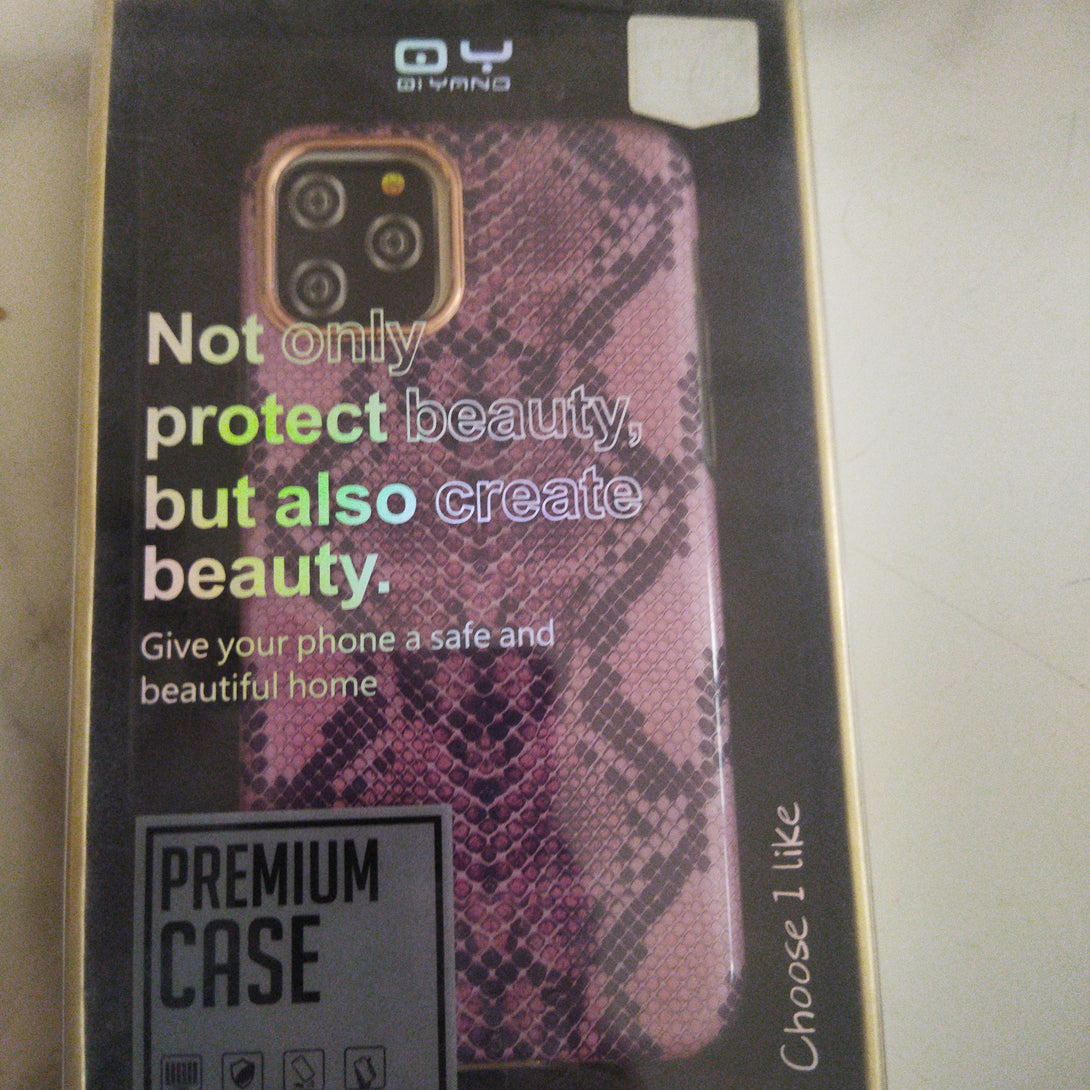 QY
QIYANG
Not only
protect beauty,
but also create
beauty.
Give your phone a safe and
beautiful home
PREMIUM
CASE
Choose 1 like